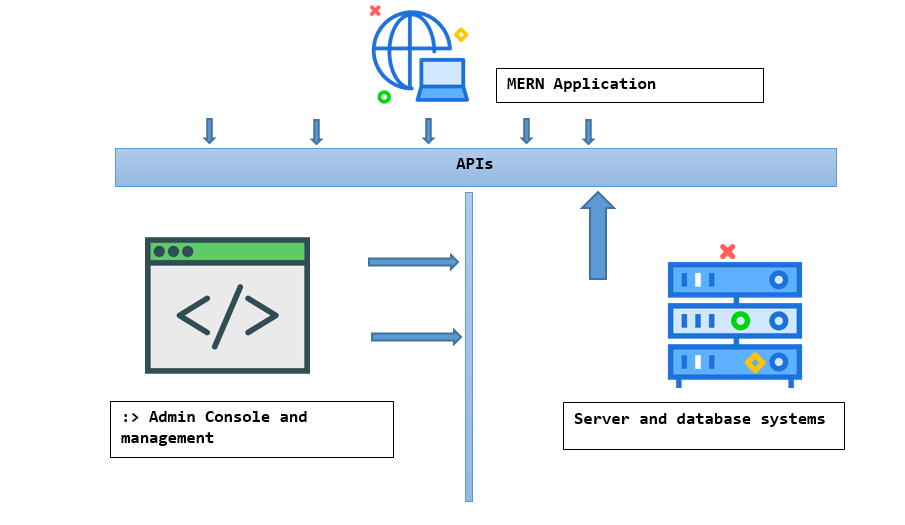 MERN Application
APIs
</>
:> Admin Console and
management
Server and database systems